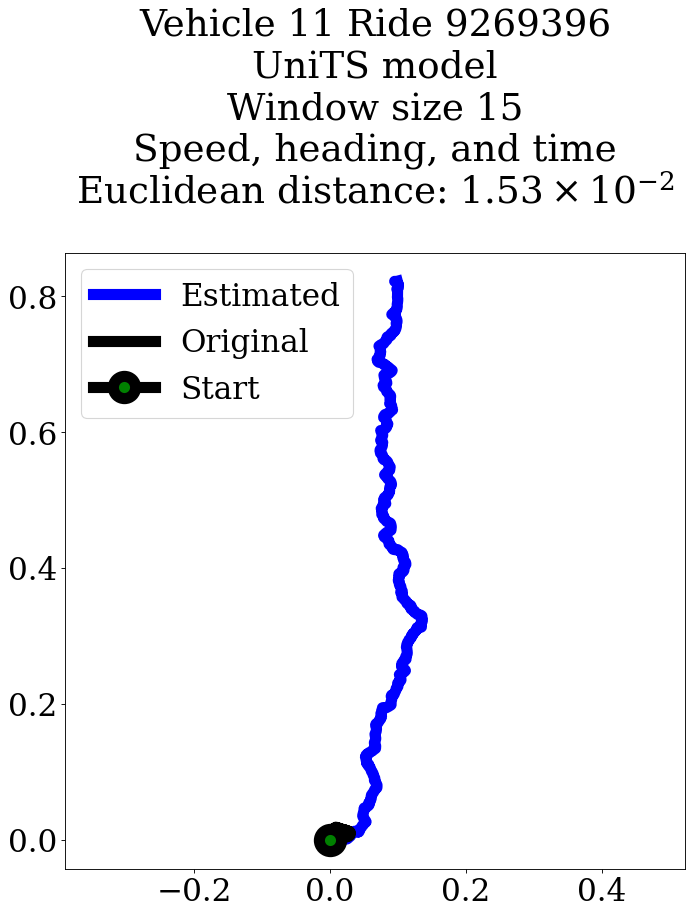 Vehicle 11 Ride 9269396
UniTS model
Window size 15
Speed, heading, and time
Euclidean distance: 1.53 × 10⁻²
Estimated
Original
Start
0.8
0.6
0.4
0.2
0.0
−0.2 0.0 0.2 0.4